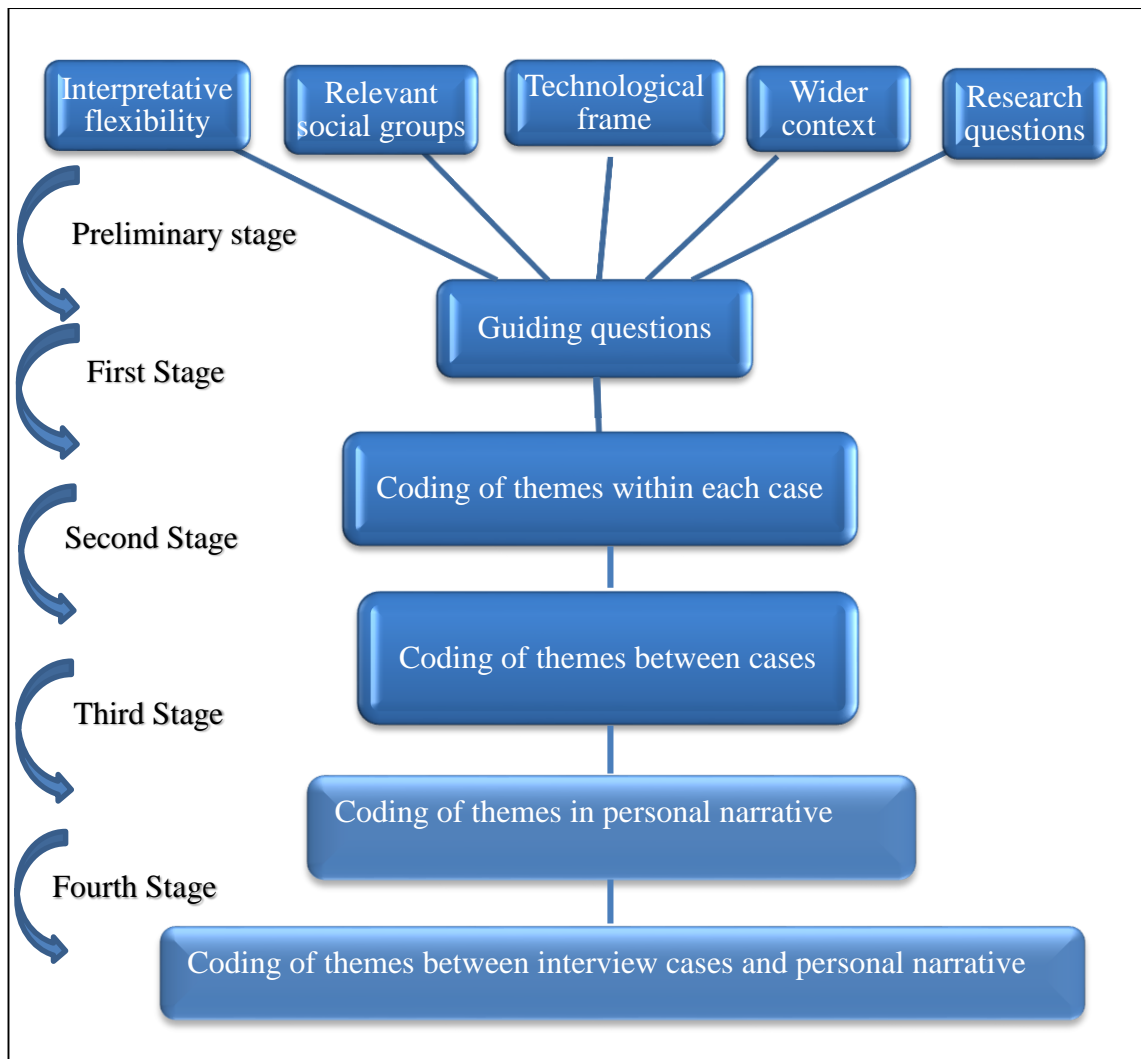 Interpretative
flexibility
Relevant
social groups
Technological
frame
Wider
context
Research
questions
Preliminary stage
Guiding questions
First Stage
Coding of themes within each case
Second Stage
Coding of themes between cases
Third Stage
Coding of themes in personal narrative
Fourth Stage
Coding of themes between interview cases and personal narrative